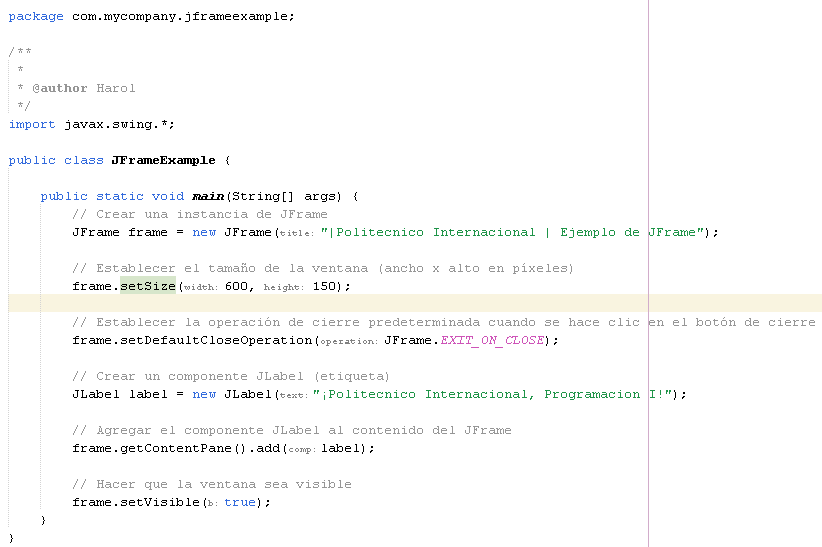 package com.mycompany.jframeexample;
/**
 *
 * @author Harol
 */
import javax.swing.*;
public class JFrameExample {
    public static void main(String[] args) {
        // Crear una instancia de JFrame
        JFrame frame = new JFrame(title: "|Politecnico Internacional | Ejemplo de JFrame");
        // Establecer el tamaño de la ventana (ancho x alto en píxeles)
        frame.setSize(width: 600, height: 150);
        // Establecer la operación de cierre predeterminada cuando se hace clic en el botón de cierre
        frame.setDefaultCloseOperation(operation: JFrame.EXIT_ON_CLOSE);
        // Crear un componente JLabel (etiqueta)
        JLabel label = new JLabel(text: "¡Politecnico Internacional, Programacion I!");
        // Agregar el componente JLabel al contenido del JFrame
        frame.getContentPane().add(comp: label);
        // Hacer que la ventana sea visible
        frame.setVisible(b: true);
    }
}